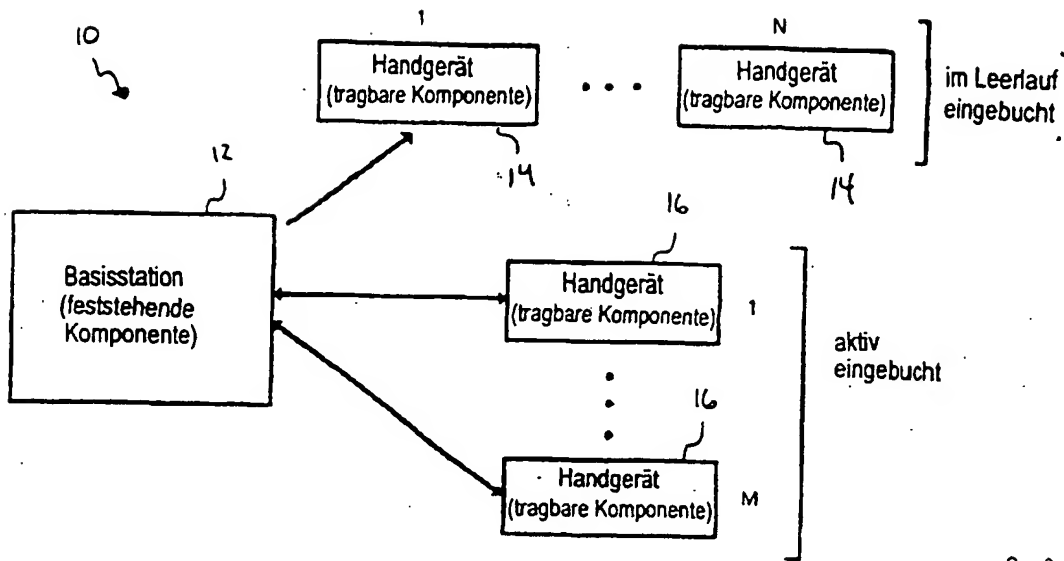 10
1
Handgerät
(tragbare Komponente)
14
N
Handgerät
(tragbare Komponente)
14
im Leerlauf
eingebucht
12
Basisstation
(feststehende
Komponente)
16
Handgerät
(tragbare Komponente)
1
16
Handgerät
(tragbare Komponente)
M
aktiv
eingebucht